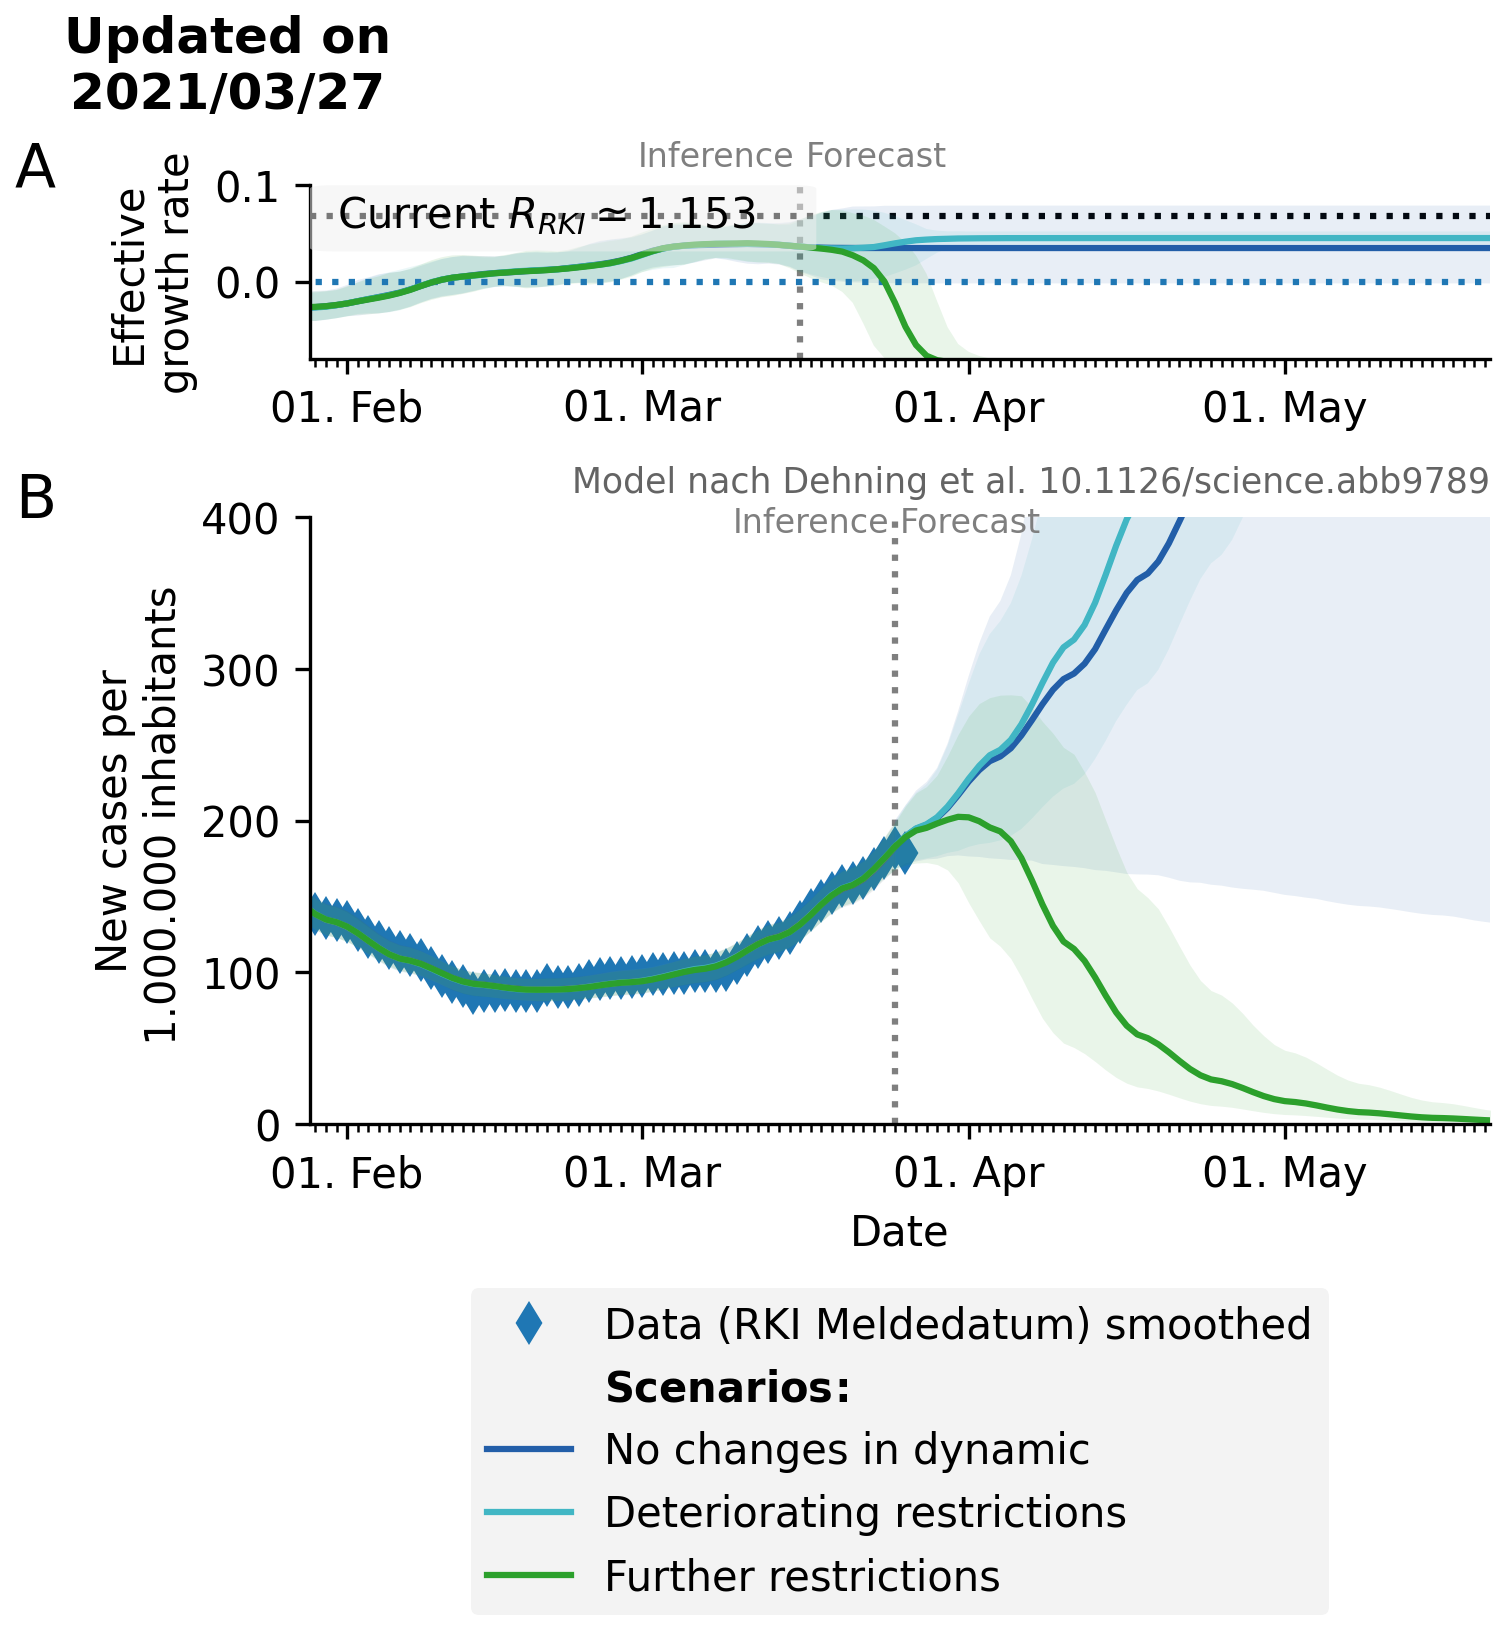 Updated on
2021/03/27
A
Inference Forecast
Effective
growth rate
0.1
0.0
Current R_RKI ≃ 1.153
01. Feb 01. Mar 01. Apr 01. May
B
Model nach Dehning et al. 10.1126/science.abb9789
Inference Forecast
New cases per
1.000.000 inhabitants
400
300
200
100
0
01. Feb 01. Mar 01. Apr 01. May
Date
Data (RKI Meldedatum) smoothed
Scenarios:
No changes in dynamic
Deteriorating restrictions
Further restrictions